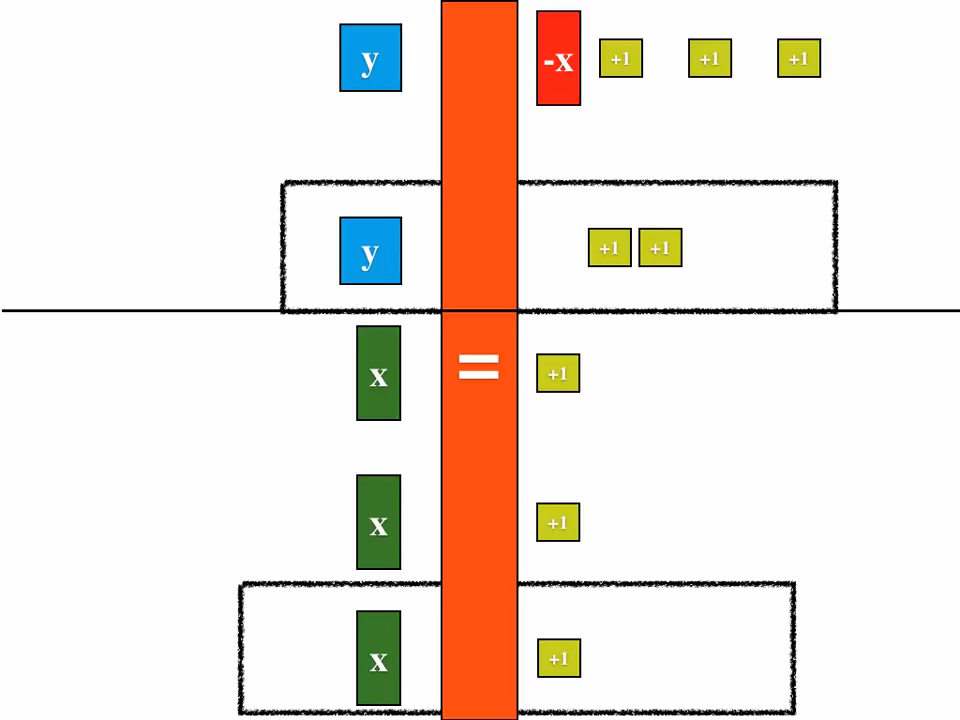 y -x +1 +1 +1
y +1 +1
x = +1
x +1
x +1